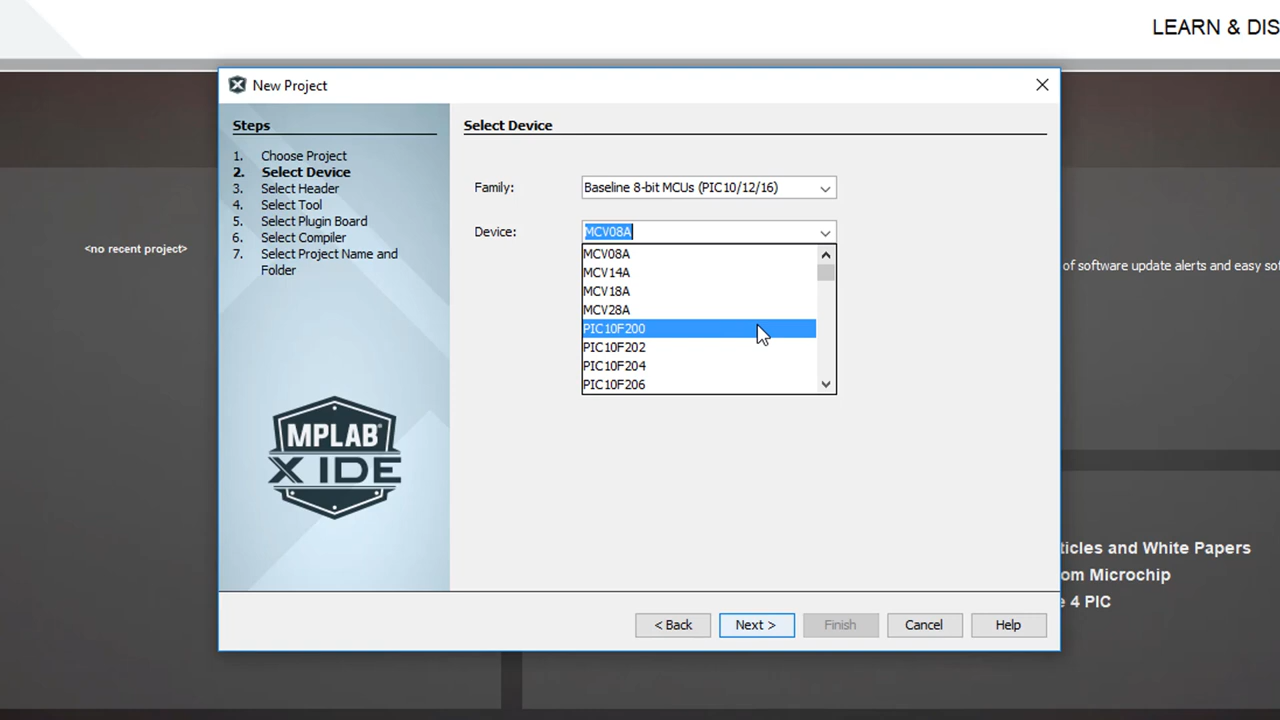 LEARN & DIS
New Project
Steps
1. Choose Project
2. Select Device
3. Select Header
4. Select Tool
5. Select Plugin Board
6. Select Compiler
7. Select Project Name and
Folder
MPLAB®
X IDE
Select Device
Family: Baseline 8-bit MCUs (PIC10/12/16)
Device: MCV08A
MCV08A
MCV14A
MCV18A
MCV28A
PIC10F200
PIC10F202
PIC10F204
PIC10F206
< Back Next > Finish Cancel Help
<no recent project>
of software update alerts and easy sof
ticles and White Papers
om Microchip
e 4 PIC